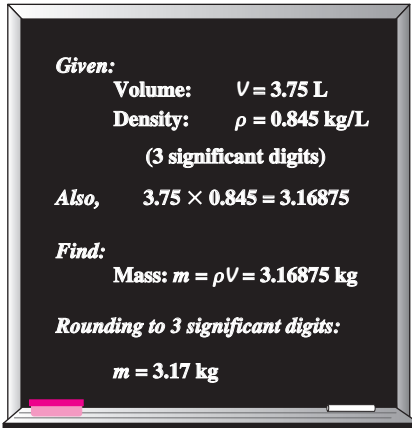 Given:
Volume: V = 3.75 L
Density: ρ = 0.845 kg/L
(3 significant digits)
Also, 3.75 × 0.845 = 3.16875
Find:
Mass: m = ρV = 3.16875 kg
Rounding to 3 significant digits:
m = 3.17 kg